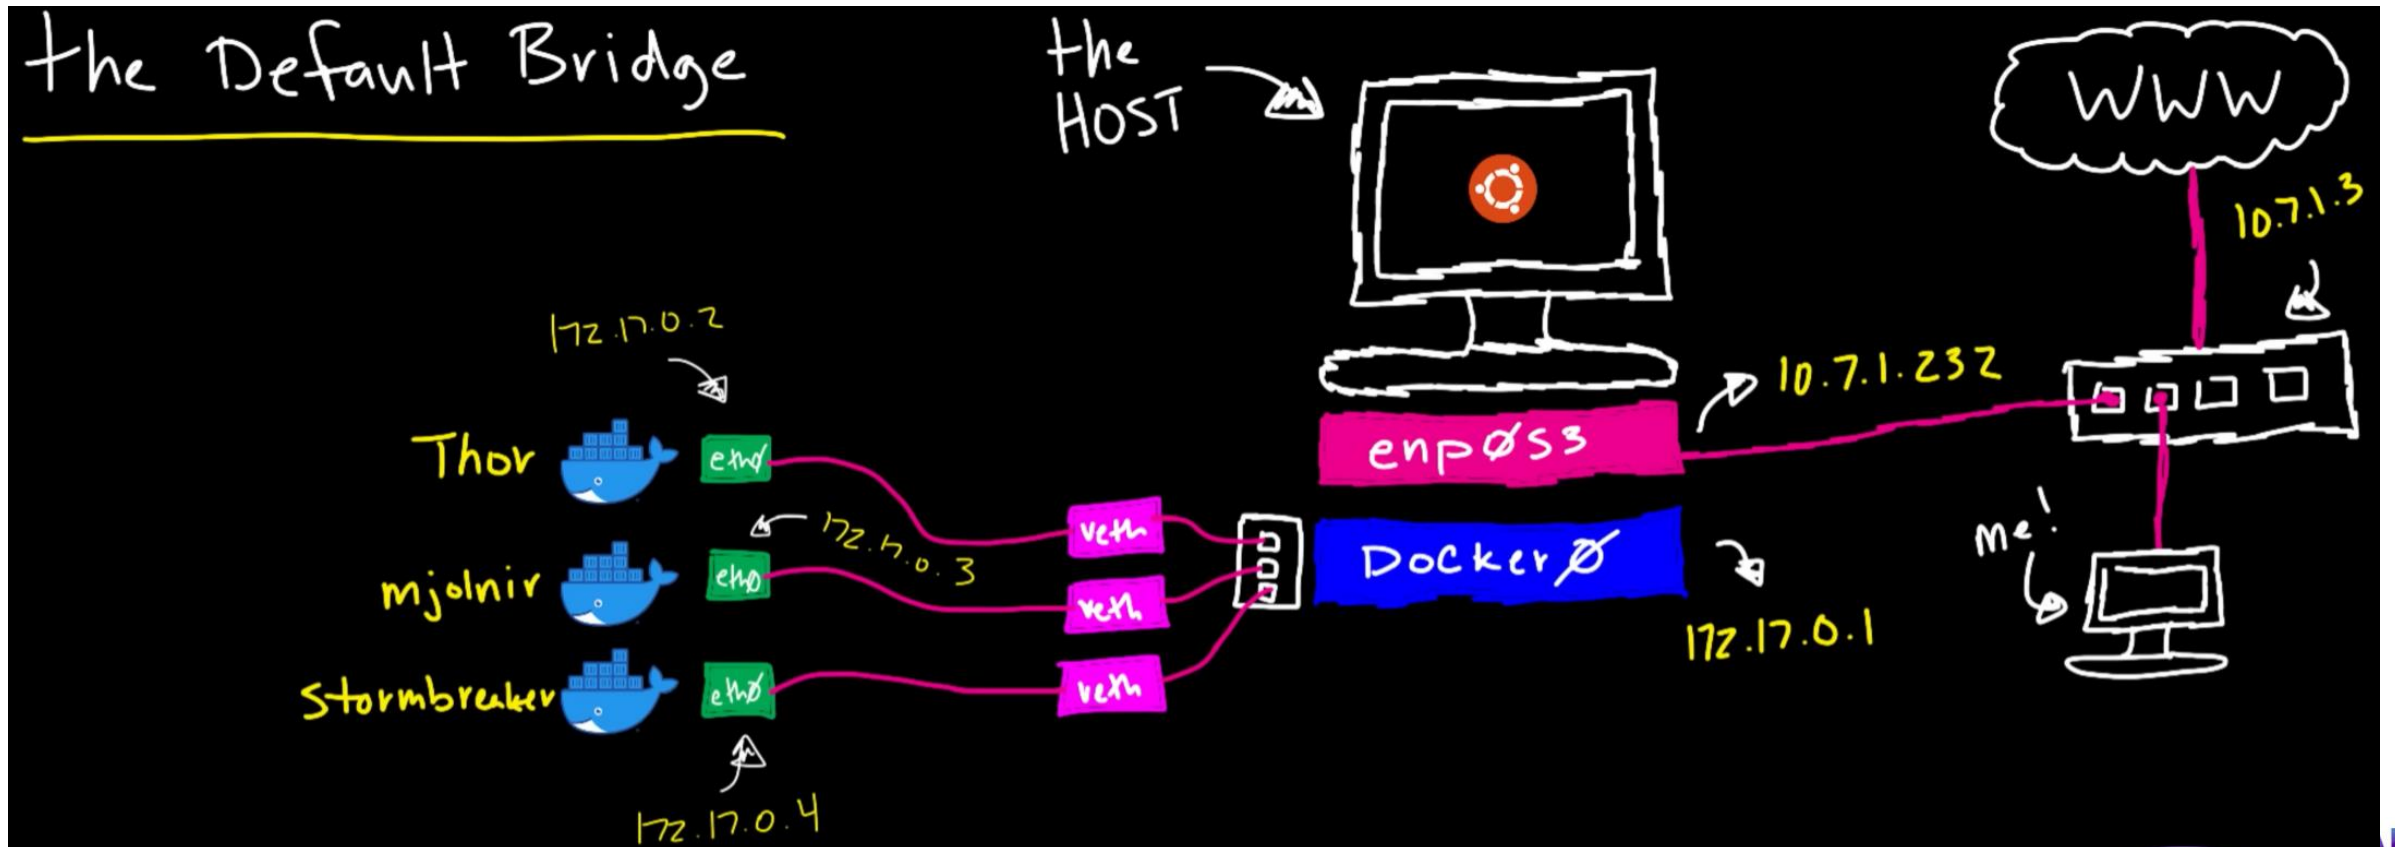 the Default Bridge
the
HOST
WWW
10.7.1.3
172.17.0.2
10.7.1.232
Thor
eth0
enp0s3
172.17.0.3
veth
Docker0
me!
mjolnir
eth0
veth
172.17.0.1
stormbreaker
eth0
veth
172.17.0.4